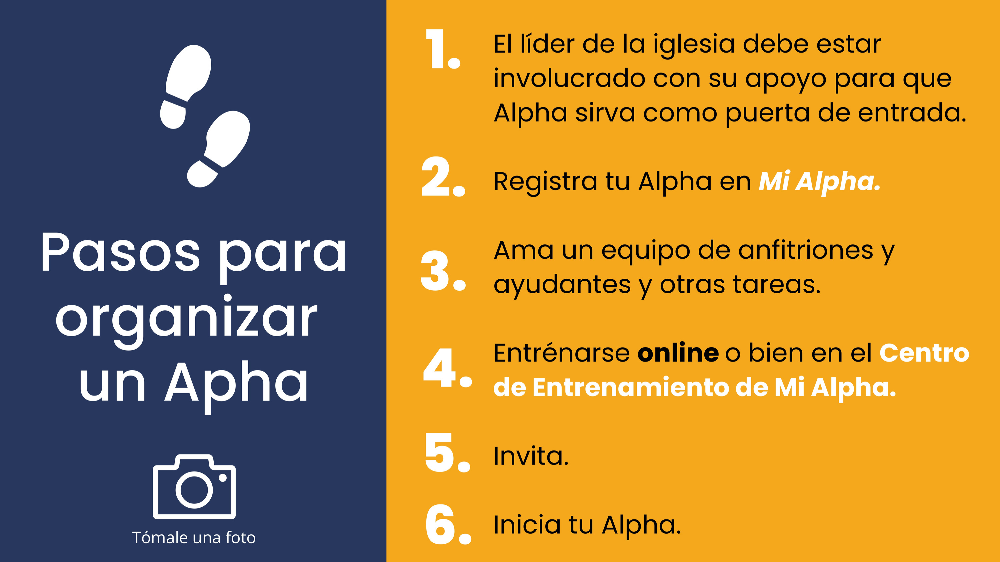 Pasos para
organizar
un Apha
Tómale una foto
1. El líder de la iglesia debe estar
involucrado con su apoyo para que
Alpha sirva como puerta de entrada.
2. Registra tu Alpha en Mi Alpha.
3. Ama un equipo de anfitriones y
ayudantes y otras tareas.
4. Entrénarse online o bien en el Centro
de Entrenamiento de Mi Alpha.
5. Invita.
6. Inicia tu Alpha.